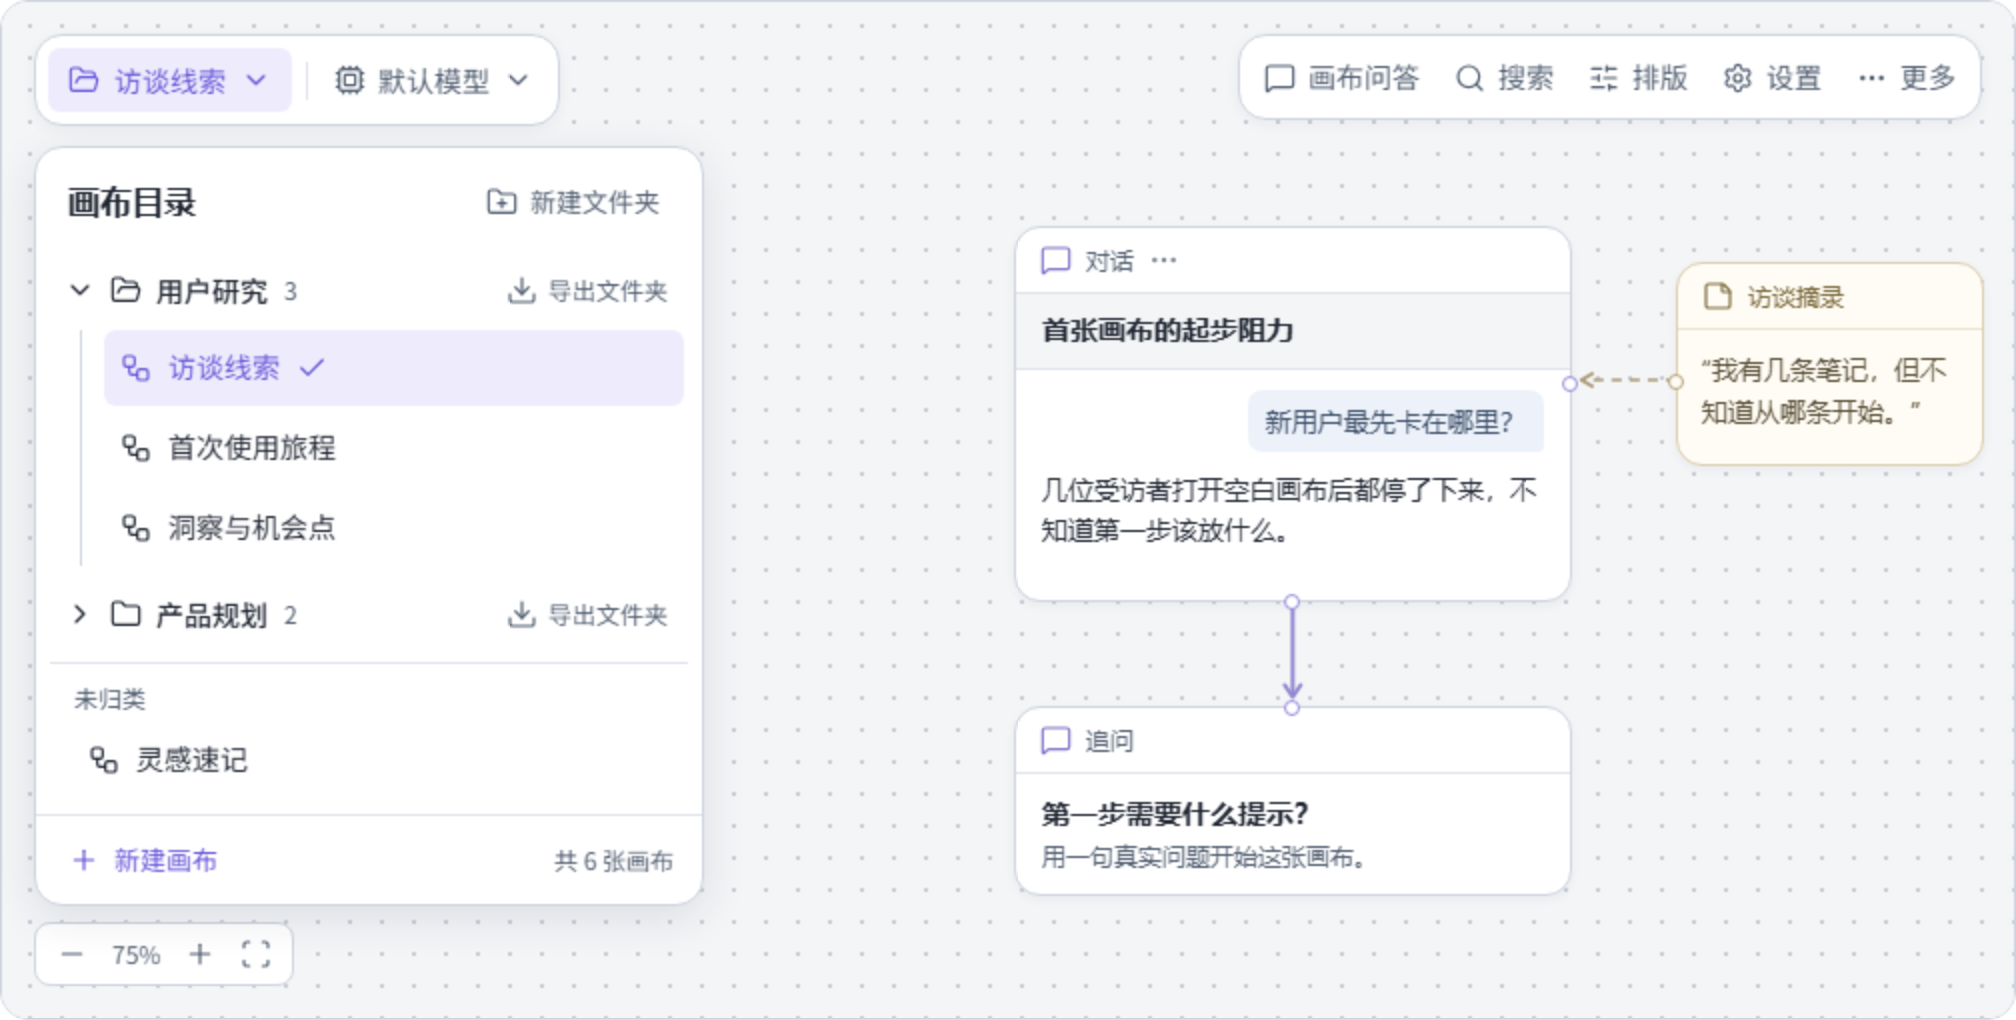 访谈线索
默认模型
画布问答
搜索
排版
设置
更多
画布目录
新建文件夹
用户研究 3
导出文件夹
访谈线索
首次使用旅程
洞察与机会点
产品规划 2
导出文件夹
未归类
灵感速记
新建画布
共 6 张画布
75%
对话
首张画布的起步阻力
新用户最先卡在哪里？
几位受访者打开空白画布后都停了下来，不
知道第一步该放什么。
追问
第一步需要什么提示？
用一句真实问题开始这张画布。
访谈摘录
“我有几条笔记，但不
知道从哪条开始。”